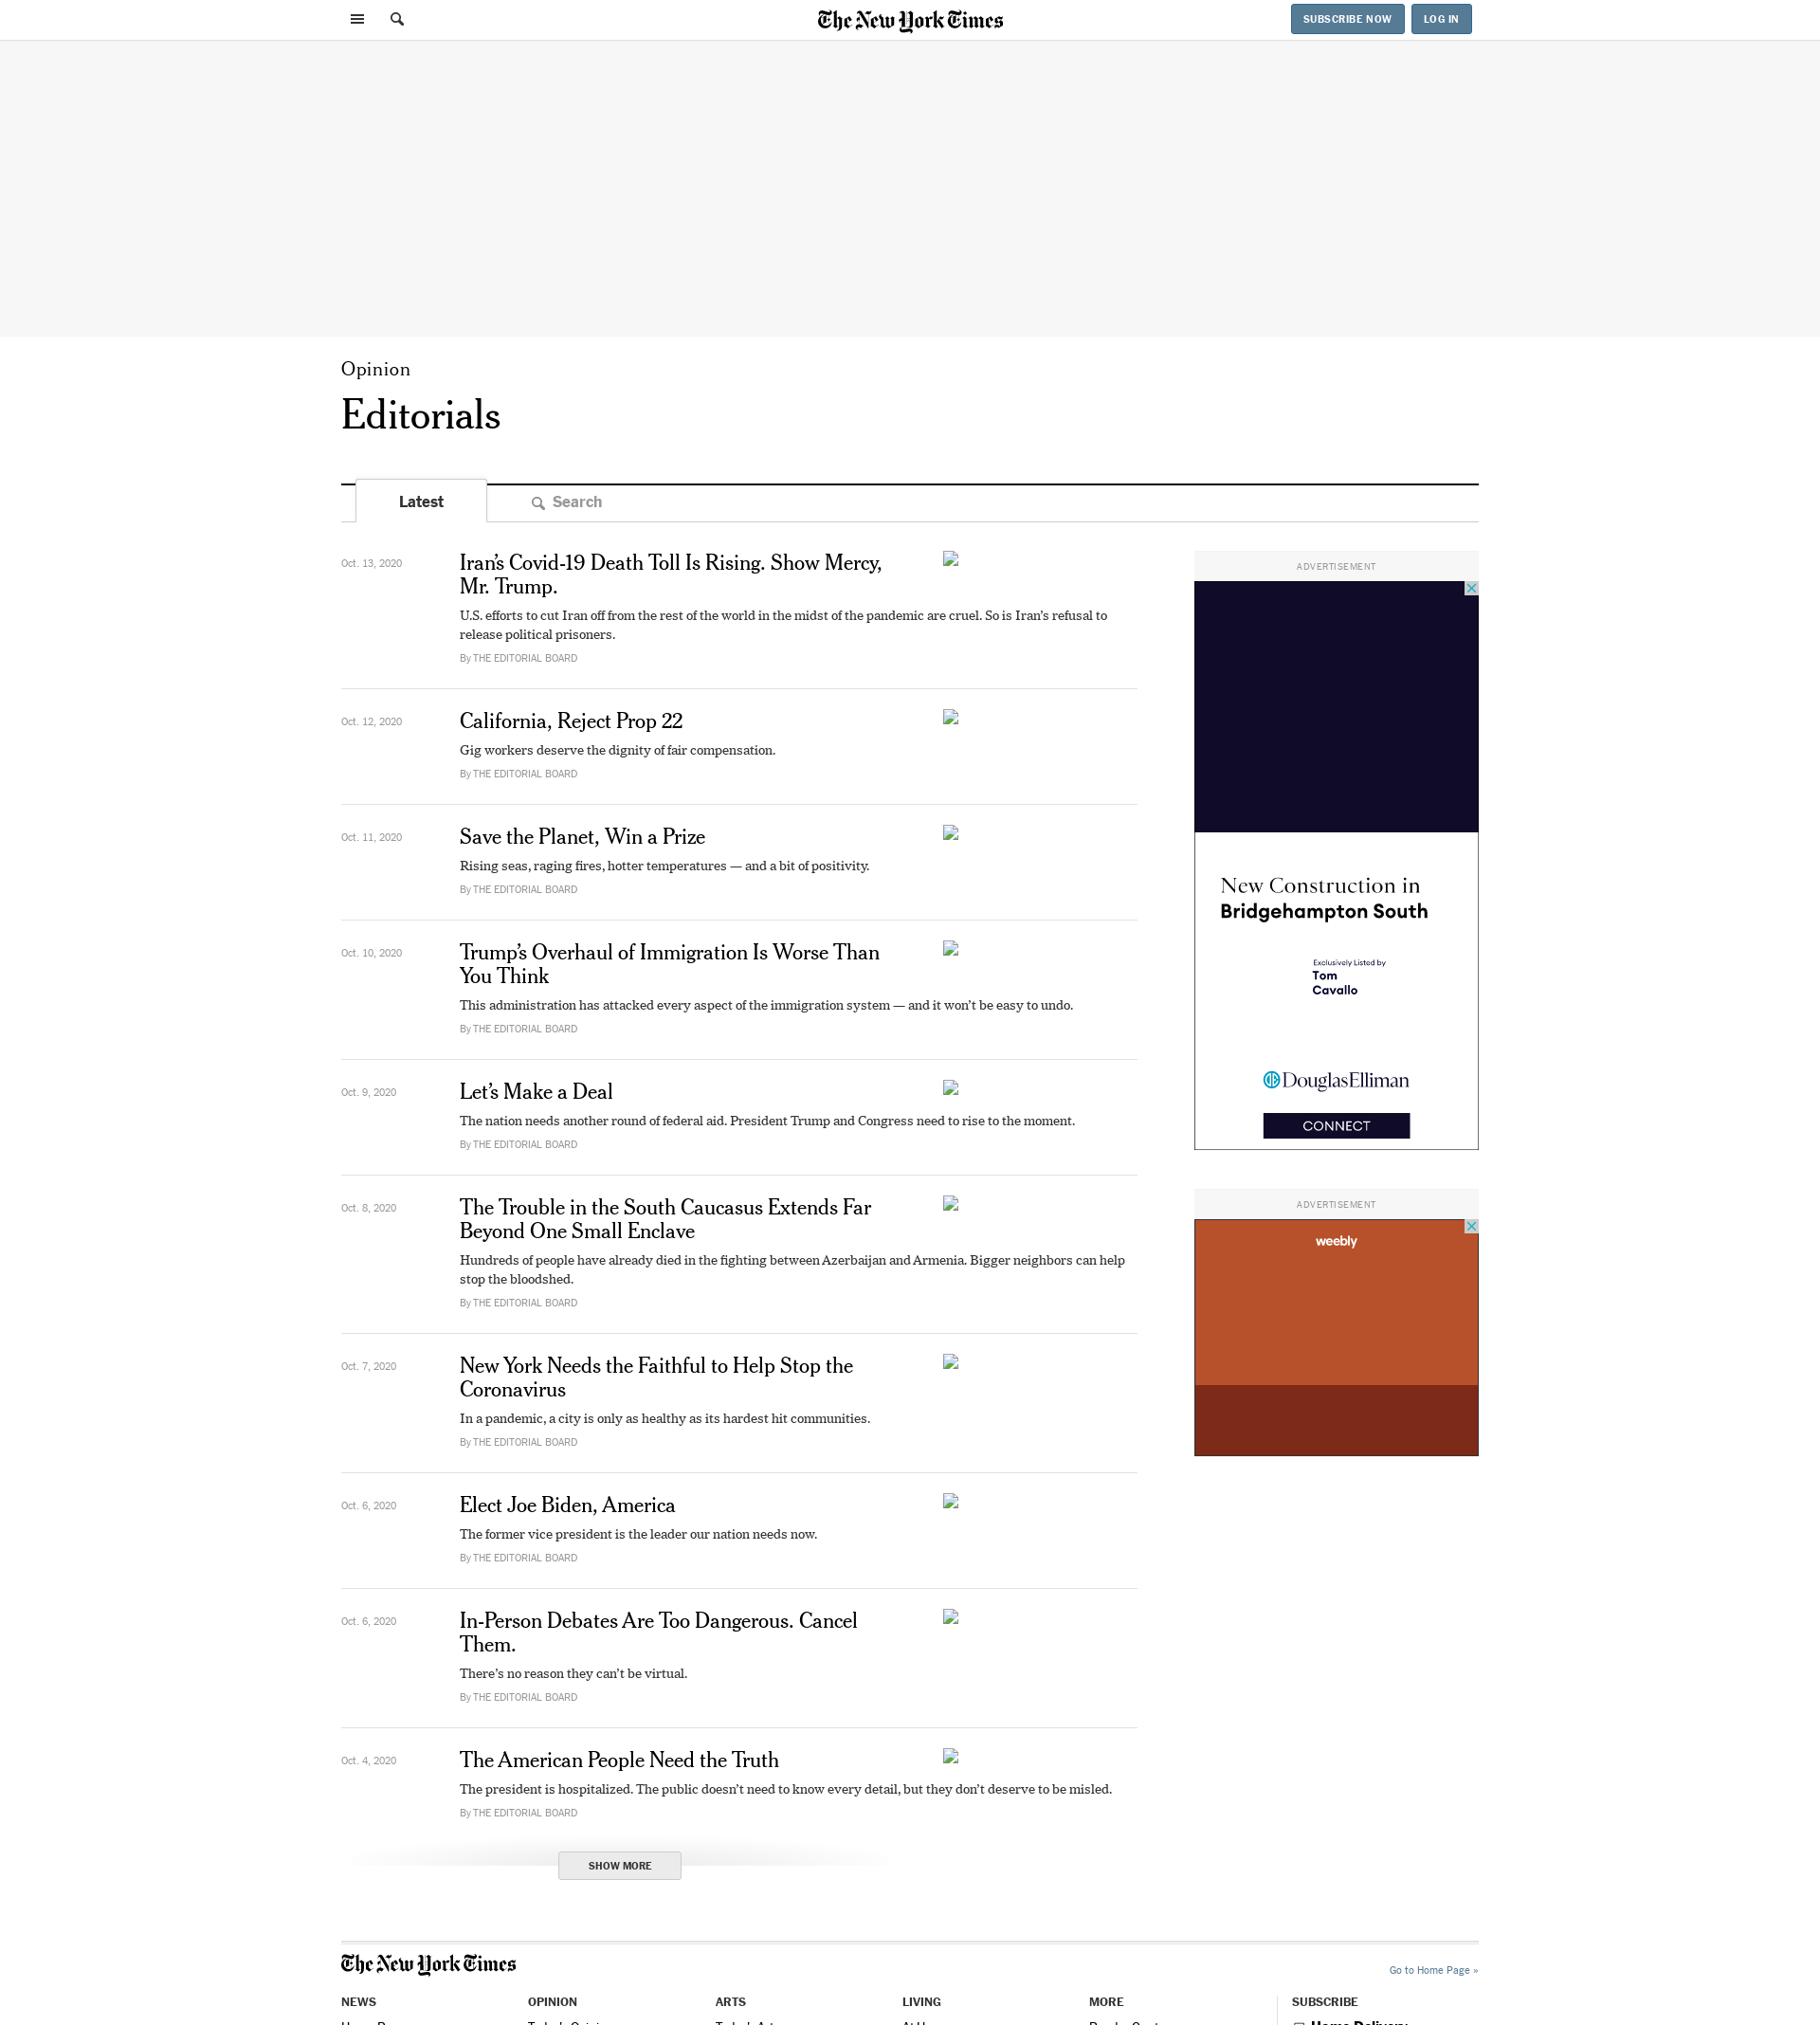 The New York Times
SUBSCRIBE NOW
LOG IN
Opinion
Editorials
Latest
Search
Oct. 13, 2020
Iran’s Covid-19 Death Toll Is Rising. Show Mercy,
Mr. Trump.
U.S. efforts to cut Iran off from the rest of the world in the midst of the pandemic are cruel. So is Iran’s refusal to
release political prisoners.
By THE EDITORIAL BOARD
Oct. 12, 2020
California, Reject Prop 22
Gig workers deserve the dignity of fair compensation.
By THE EDITORIAL BOARD
Oct. 11, 2020
Save the Planet, Win a Prize
Rising seas, raging fires, hotter temperatures — and a bit of positivity.
By THE EDITORIAL BOARD
Oct. 10, 2020
Trump’s Overhaul of Immigration Is Worse Than
You Think
This administration has attacked every aspect of the immigration system — and it won’t be easy to undo.
By THE EDITORIAL BOARD
Oct. 9, 2020
Let’s Make a Deal
The nation needs another round of federal aid. President Trump and Congress need to rise to the moment.
By THE EDITORIAL BOARD
Oct. 8, 2020
The Trouble in the South Caucasus Extends Far
Beyond One Small Enclave
Hundreds of people have already died in the fighting between Azerbaijan and Armenia. Bigger neighbors can help
stop the bloodshed.
By THE EDITORIAL BOARD
Oct. 7, 2020
New York Needs the Faithful to Help Stop the
Coronavirus
In a pandemic, a city is only as healthy as its hardest hit communities.
By THE EDITORIAL BOARD
Oct. 6, 2020
Elect Joe Biden, America
The former vice president is the leader our nation needs now.
By THE EDITORIAL BOARD
Oct. 6, 2020
In-Person Debates Are Too Dangerous. Cancel
Them.
There’s no reason they can’t be virtual.
By THE EDITORIAL BOARD
Oct. 4, 2020
The American People Need the Truth
The president is hospitalized. The public doesn’t need to know every detail, but they don’t deserve to be misled.
By THE EDITORIAL BOARD
SHOW MORE
ADVERTISEMENT
New Construction in
Bridgehampton South
Exclusively Listed by
Tom
Cavallo
DouglasElliman
CONNECT
ADVERTISEMENT
weebly
The New York Times
Go to Home Page »
NEWS
OPINION
ARTS
LIVING
MORE
SUBSCRIBE
Home Delivery